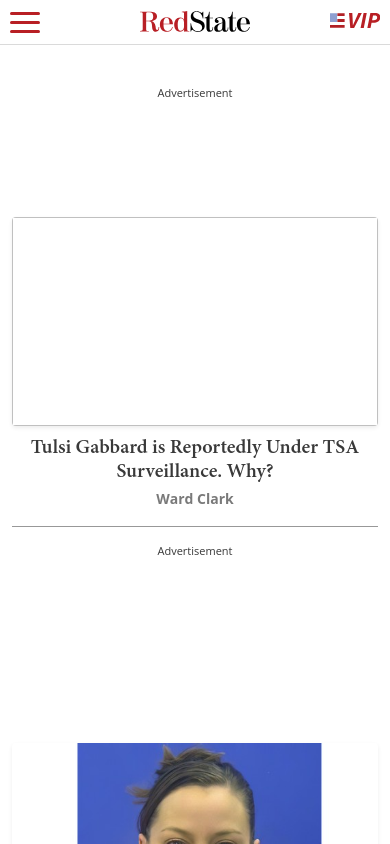 RedState
VIP
Advertisement
Tulsi Gabbard is Reportedly Under TSA
Surveillance. Why?
Ward Clark
Advertisement